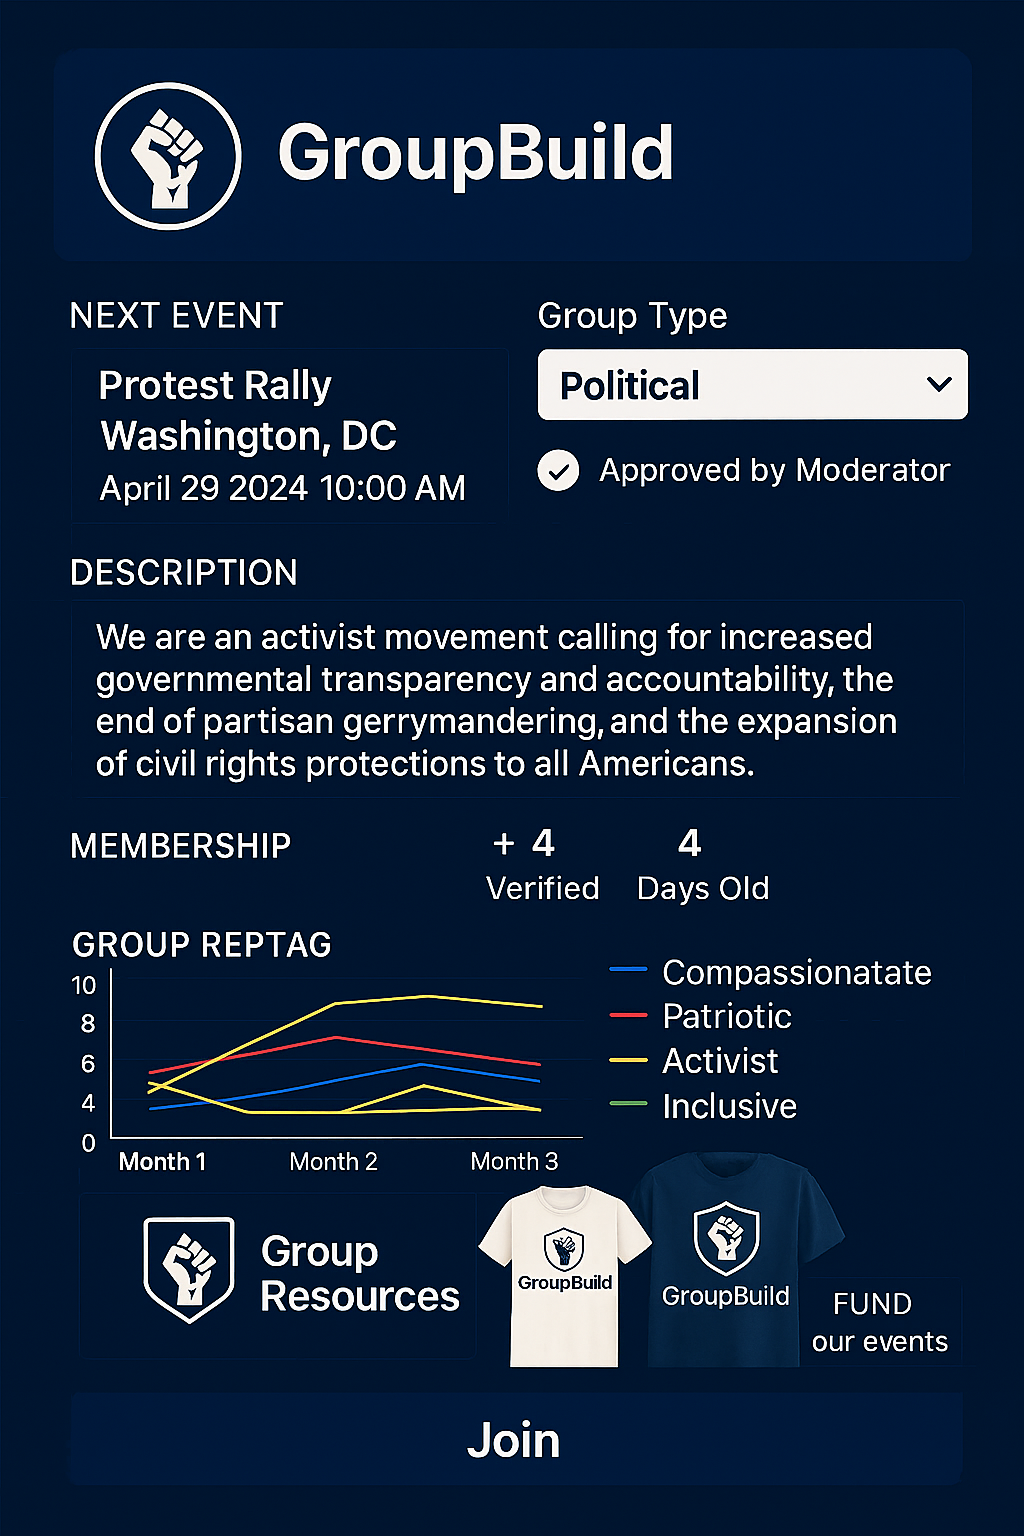 GroupBuild
NEXT EVENT
Protest Rally
Washington, DC
April 29 2024 10:00 AM
Group Type
Political
Approved by Moderator
DESCRIPTION
We are an activist movement calling for increased
governmental transparency and accountability, the
end of partisan gerrymandering, and the expansion
of civil rights protections to all Americans.
MEMBERSHIP
+ 4
Verified
4
Days Old
GROUP REPTAG
10
8
6
4
0
Month 1
Month 2
Month 3
Compassionatate
Patriotic
Activist
Inclusive
Group
Resources
GroupBuild
GroupBuild
FUND
our events
Join